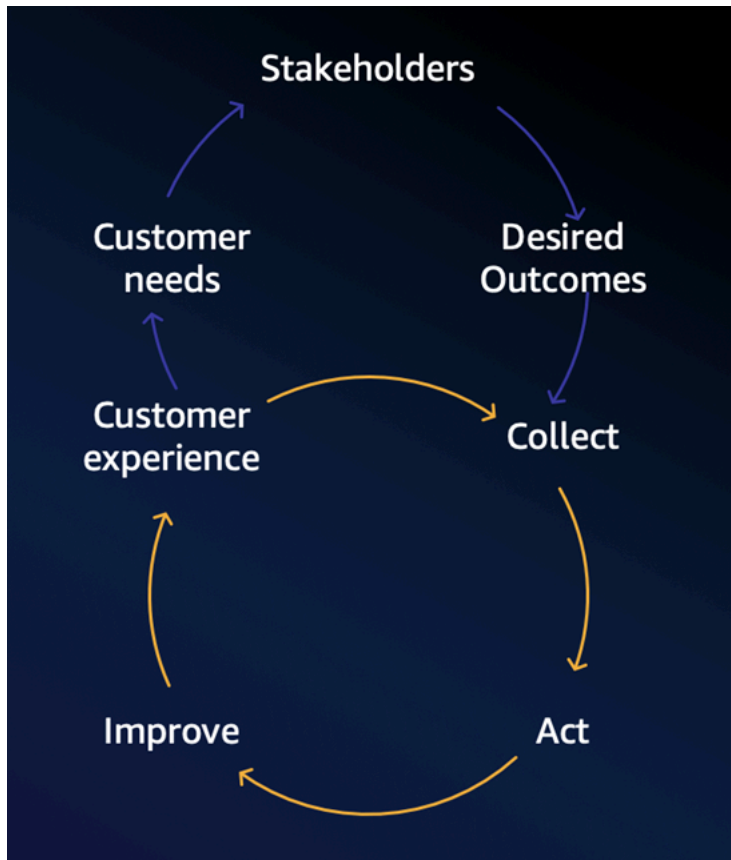 Stakeholders
Customer
needs
Desired
Outcomes
Customer
experience
Collect
Improve
Act